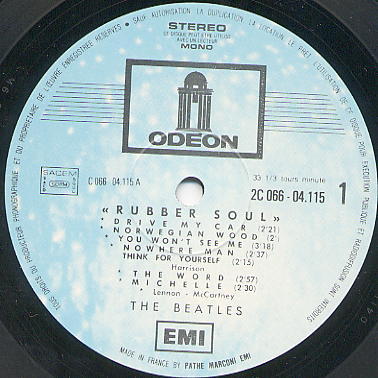 SAUF AUTORISATION LA DUPLICATION LA LOCATION LE PRET L'UTILISATION DE CE DISQUE POUR EXECUTION PUBLIQUE ET RADIODIFFUSION SONT INTERDITS
TOUS DROITS DU PRODUCTEUR PHONOGRAPHIQUE ET DU PROPRIETAIRE DE L'ŒUVRE ENREGISTREE RESERVES
STEREO
CE DISQUE PEUT ETRE UTILISE
AVEC UN LECTEUR
MONO
ODEON
SACEM
C 066 - 04.115 A
33 1/3 tours minute
2C 066 - 04.115 1
« RUBBER SOUL »
• DRIVE MY CAR (2'21)
NORWEGIAN WOOD (2')
• YOU WON'T SEE ME (3'18)
• NOWHERE MAN (2'37)
THINK FOR YOURSELF (2'15)
Harrison
• THE WORD (2'57)
• MICHELLE (2'30)
• Lennon - McCartney
THE BEATLES
EMI
MADE IN FRANCE BY PATHE MARCONI EMI